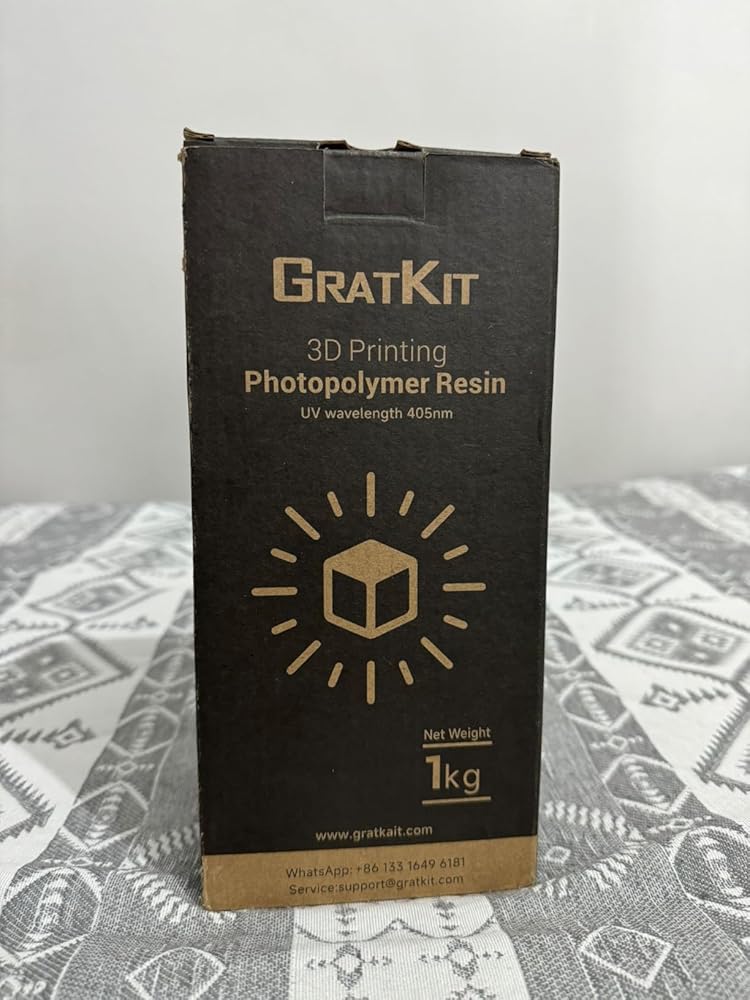 GRATKIT
3D Printing
Photopolymer Resin
UV wavelength 405nm
Net Weight
1kg
www.gratkait.com
WhatsApp: +86 133 1649 6181
Service:support@gratkit.com